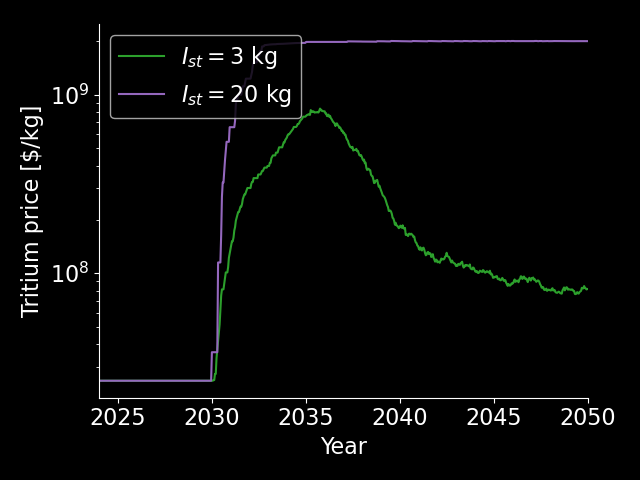 I_st = 3 kg
I_st = 20 kg
Tritium price [$/kg]
10^9
10^8
2025 2030 2035 2040 2045 2050
Year